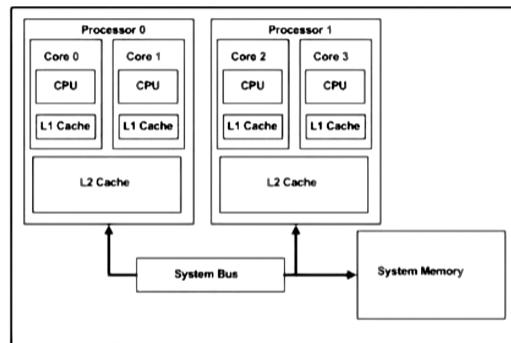 Processor 0
Processor 1
Core 0
Core 1
Core 2
Core 3
CPU
CPU
CPU
CPU
L1 Cache
L1 Cache
L1 Cache
L1 Cache
L2 Cache
L2 Cache
System Bus
System Memory